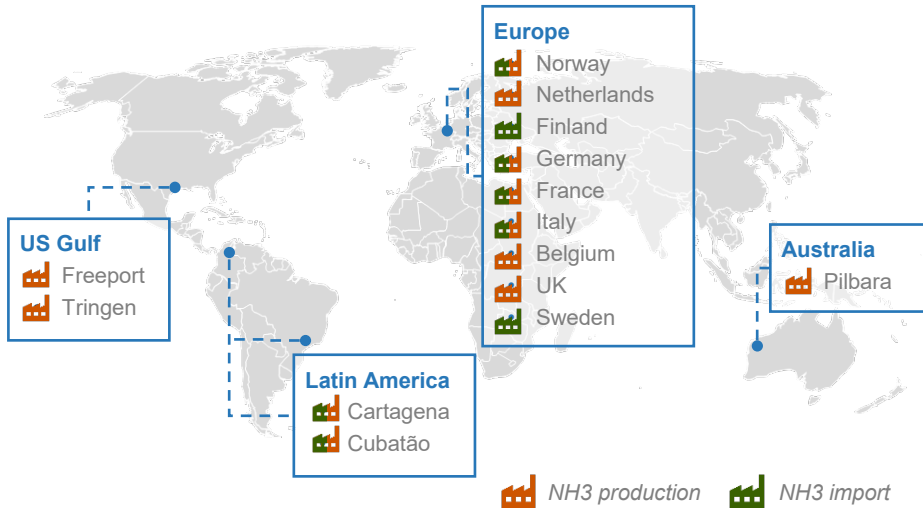 Europe
Norway
Netherlands
Finland
Germany
France
Italy
Belgium
UK
Sweden
US Gulf
Freeport
Tringen
Australia
Pilbara
Latin America
Cartagena
Cubatão
NH3 production
NH3 import